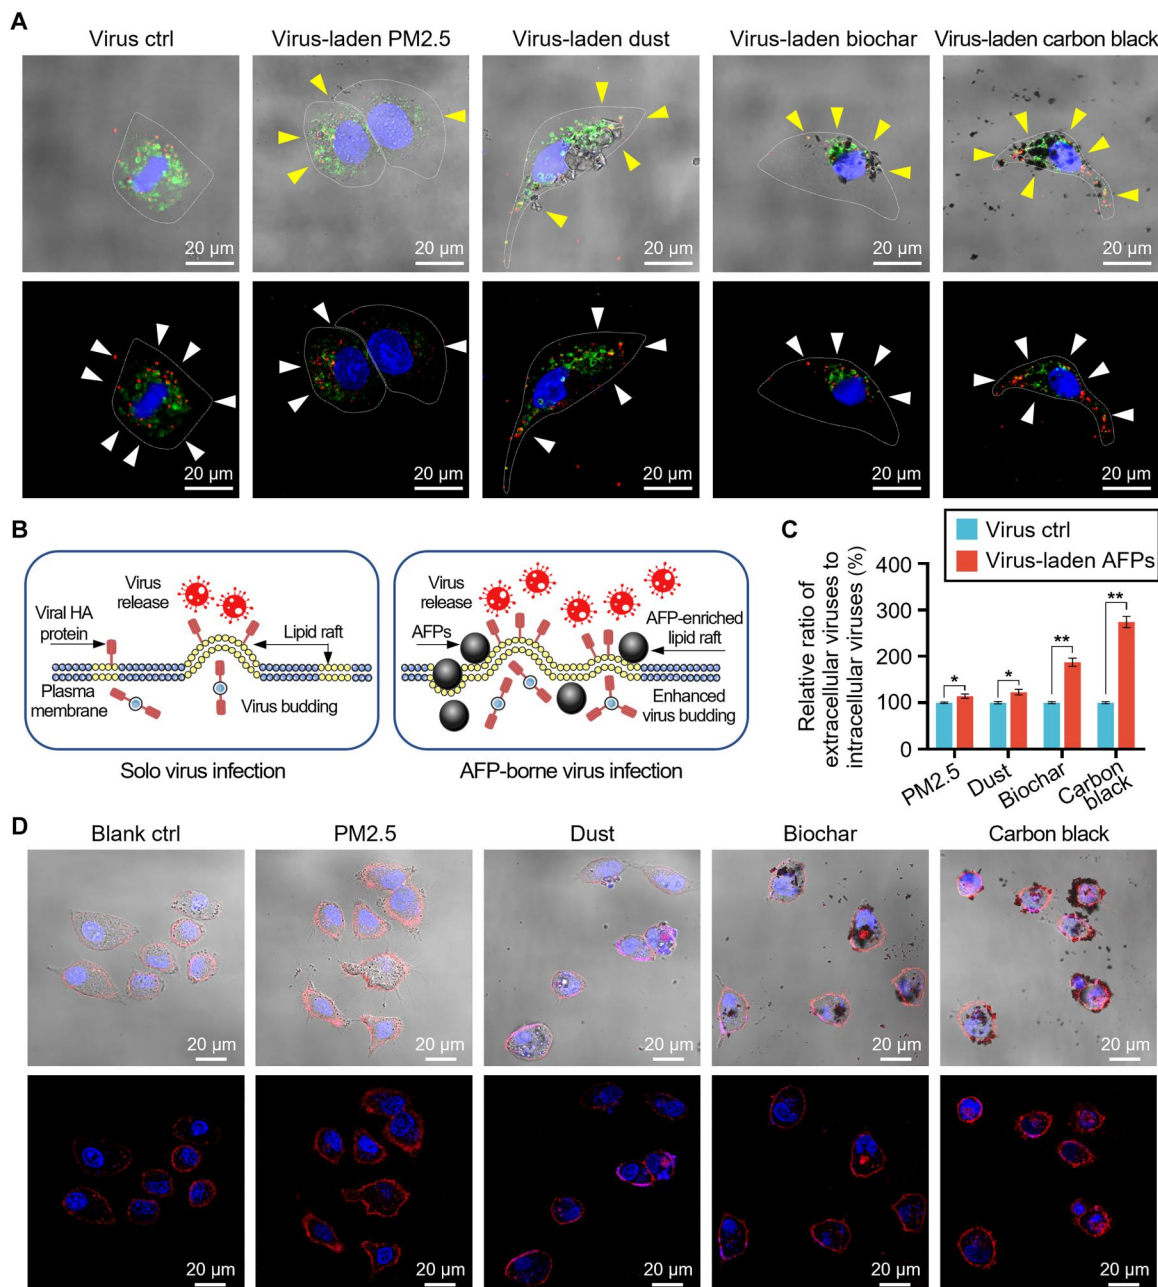 A
Virus ctrl
Virus-laden PM2.5
Virus-laden dust
Virus-laden biochar
Virus-laden carbon black
20 μm
20 μm
20 μm
20 μm
20 μm
20 μm
20 μm
20 μm
20 μm
20 μm
B
Virus
release
Viral HA
protein
Lipid raft
Plasma
membrane
Virus budding
Solo virus infection
Virus
release
AFPs
AFP-enriched
lipid raft
Enhanced
virus budding
AFP-borne virus infection
C
Virus ctrl
Virus-laden AFPs
Relative ratio of
extracellular viruses to
intracellular viruses (%)
400
300
200
100
0
*
*
**
**
PM2.5
Dust
Biochar
Carbon
black
D
Blank ctrl
PM2.5
Dust
Biochar
Carbon black
20 μm
20 μm
20 μm
20 μm
20 μm
20 μm
20 μm
20 μm
20 μm
20 μm